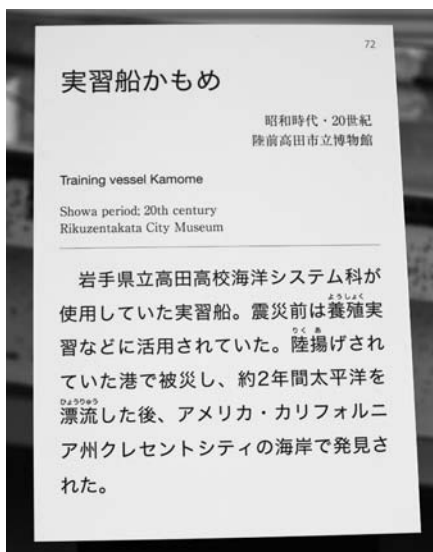 72
実習船かもめ
昭和時代・20世紀
陸前高田市立博物館
Training vessel Kamome
Showa period; 20th century
Rikuzentakata City Museum
岩手県立高田高校海洋システム科が
使用していた実習船。震災前は養殖実
習などに活用されていた。陸揚げされ
ていた港で被災し、約2年間太平洋を
漂流した後、アメリカ・カリフォルニ
ア州クレセントシティの海岸で発見さ
れた。